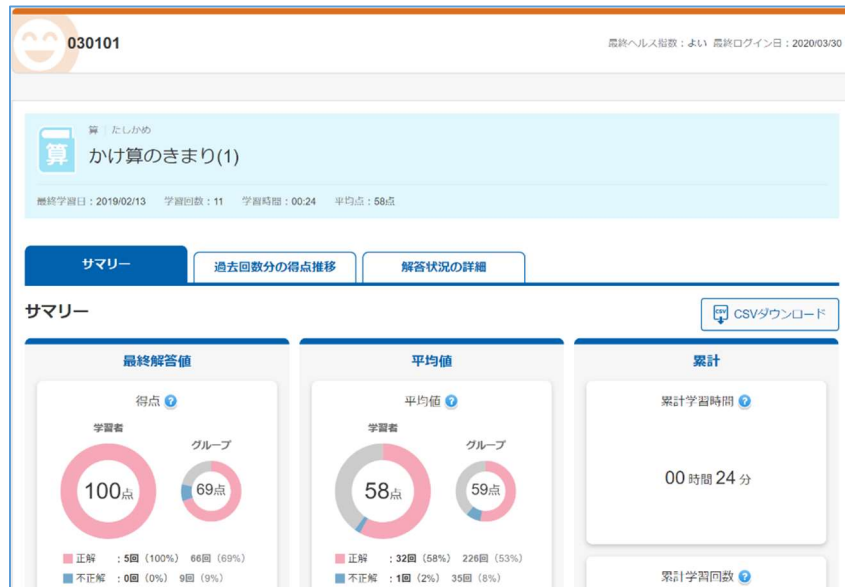 030101
最終ヘルス指数：よい 最終ログイン日：2020/03/30
算 | たしかめ
算
かけ算のきまり(1)
最終学習日：2019/02/13 学習回数：11 学習時間：00:24 平均点：58点
サマリー 過去回数分の得点推移 解答状況の詳細
サマリー
CSV CSVダウンロード
最終解答値
得点 ?
学習者
グループ
100点
69点
正解 ：5回 (100%) 66回 (69%)
不正解 ：0回 (0%) 9回 (9%)
平均値
平均値 ?
学習者
グループ
58点
59点
正解 ：32回 (58%) 226回 (53%)
不正解 ：1回 (2%) 35回 (8%)
累計
累計学習時間 ?
00 時間 24 分
累計学習回数 ?